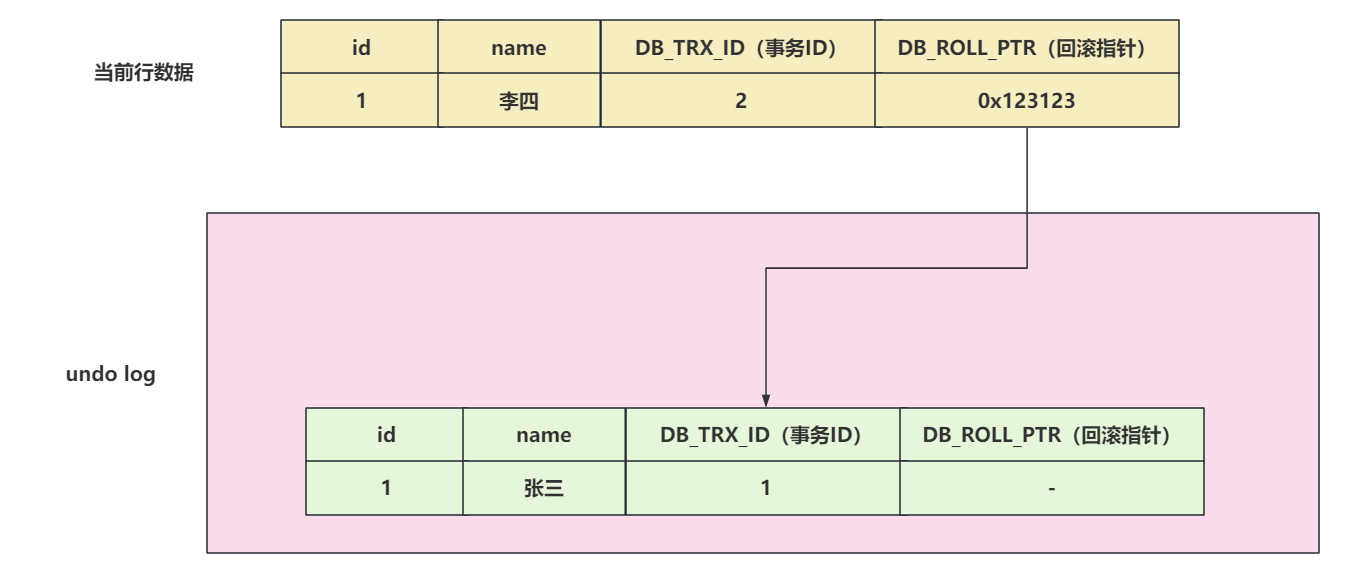 id name DB_TRX_ID（事务ID） DB_ROLL_PTR（回滚指针）
当前行数据
1 李四 2 0x123123
undo log
id name DB_TRX_ID（事务ID） DB_ROLL_PTR（回滚指针）
1 张三 1 -